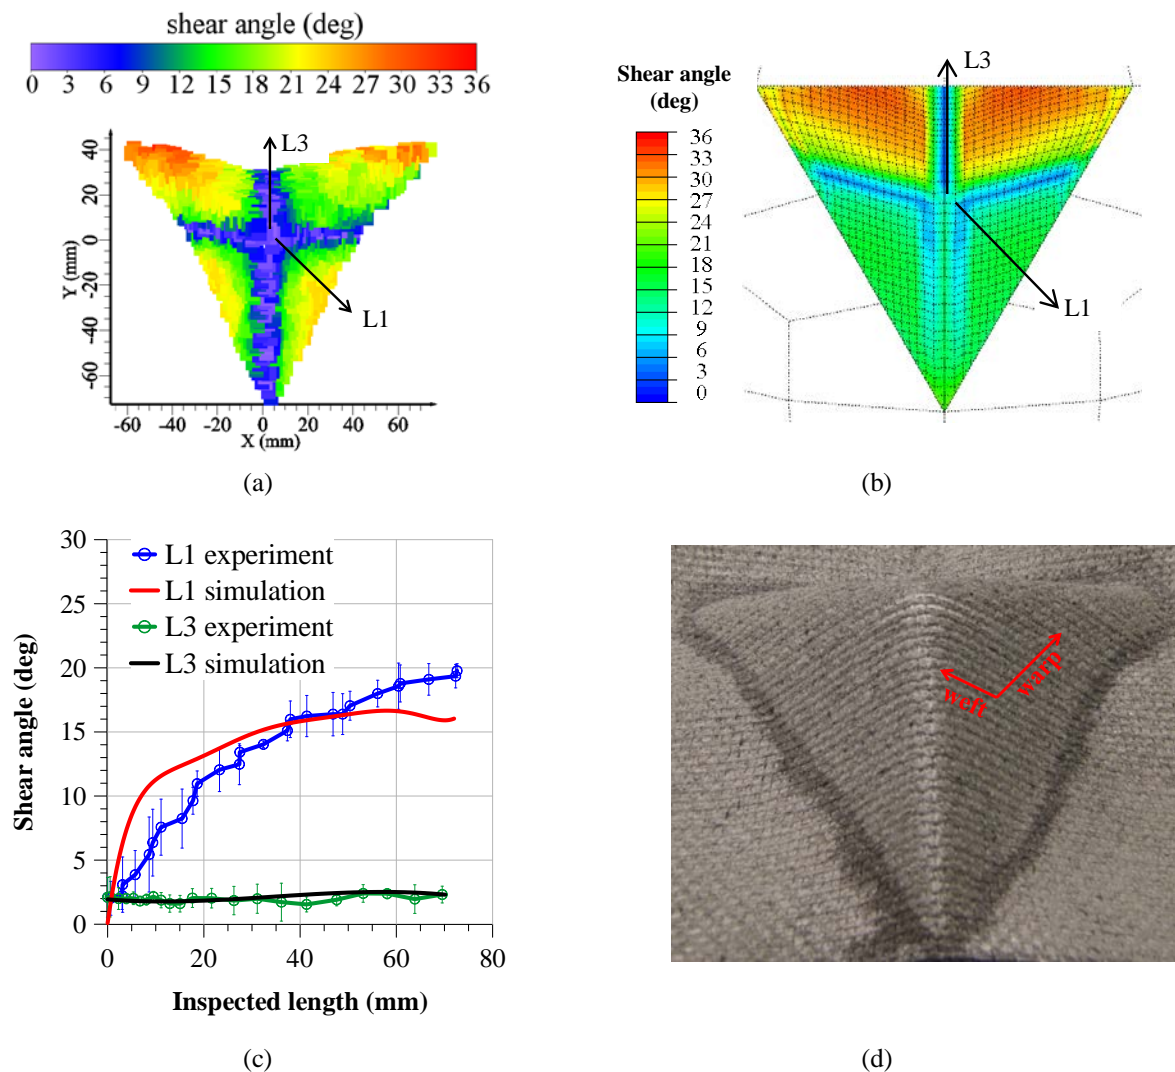 shear angle (deg)
0 3 6 9 12 15 18 21 24 27 30 33 36
L3
40
20
0
-20
-40
-60
Y (mm)
L1
-60 -40 -20 0 20 40 60
X (mm)
(a)
L3
Shear angle
(deg)
36
33
30
27
24
21
18
15
12
9
6
3
0
L1
(b)
30
25
20
15
10
5
0
Shear angle (deg)
L1 experiment
L1 simulation
L3 experiment
L3 simulation
0 20 40 60 80
Inspected length (mm)
(c)
weft
warp
(d)